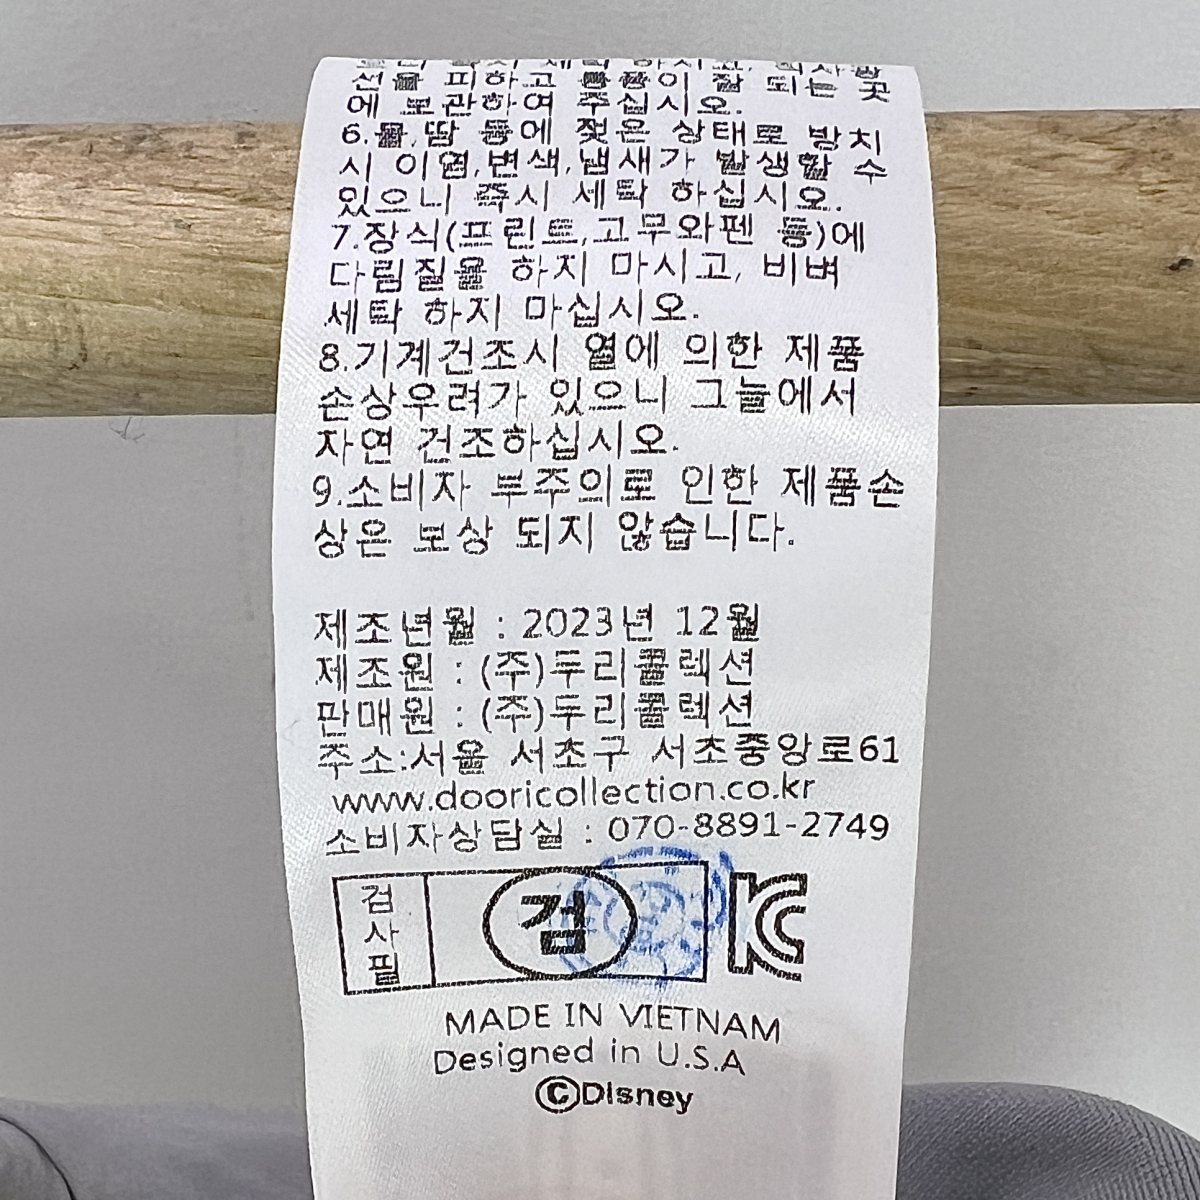 선을 피하고 통풍이 잘 되는 곳
에 보관하여 주십시오.
6.물,땀 등에 젖은 상태로 방치
시 이염,변색,냄새가 발생할 수
있으니 즉시 세탁 하십시오.
7.장식(프린트,고무와펜 등)에
다림질을 하지 마시고, 비벼
세탁 하지 마십시오.
8.기계건조시 열에 의한 제품
손상우려가 있으니 그늘에서
자연 건조하십시오.
9.소비자 부주의로 인한 제품손
상은 보상 되지 않습니다.
제조년월 : 2023년 12월
제조원 : (주)두리콜렉션
판매원 : (주)두리콜렉션
주소:서울 서초구 서초중앙로61
www.dooricollection.co.kr
소비자상담실 : 070-8891-2749
검사필 검 KC
MADE IN VIETNAM
Designed in U.S.A
©Disney